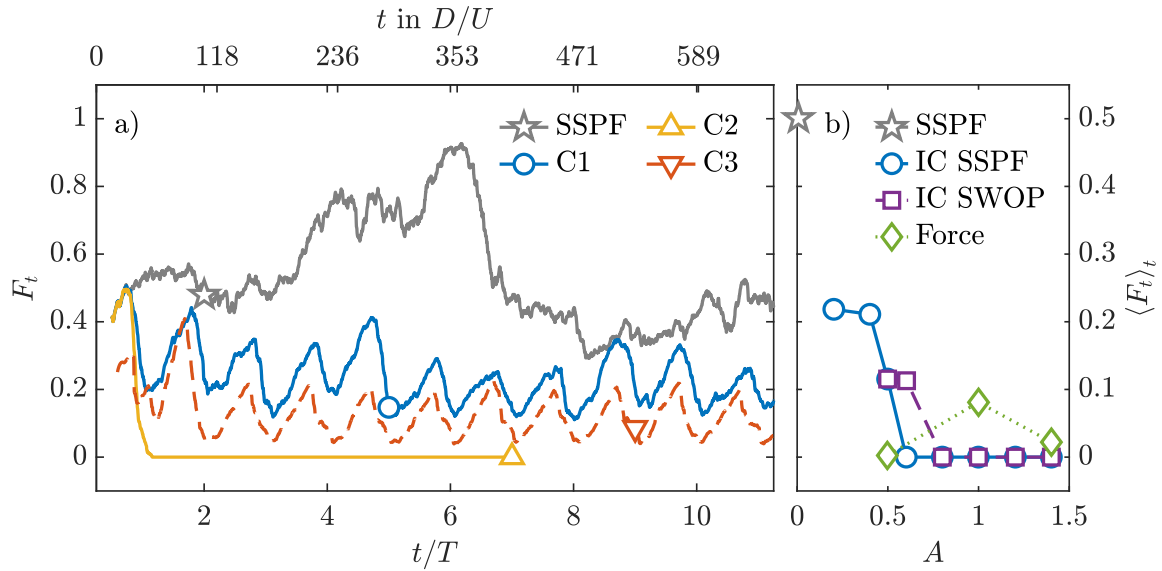 t in D/U
0 118 236 353 471 589
a) SSPF C2
C1 C3
1
0.8
0.6
0.4
0.2
0
F_t
2 4 6 8 10
t/T
b) SSPF
IC SSPF
IC SWOP
Force
0.5
0.4
0.3
0.2
0.1
0
⟨F_t⟩_t
0 0.5 1 1.5
A